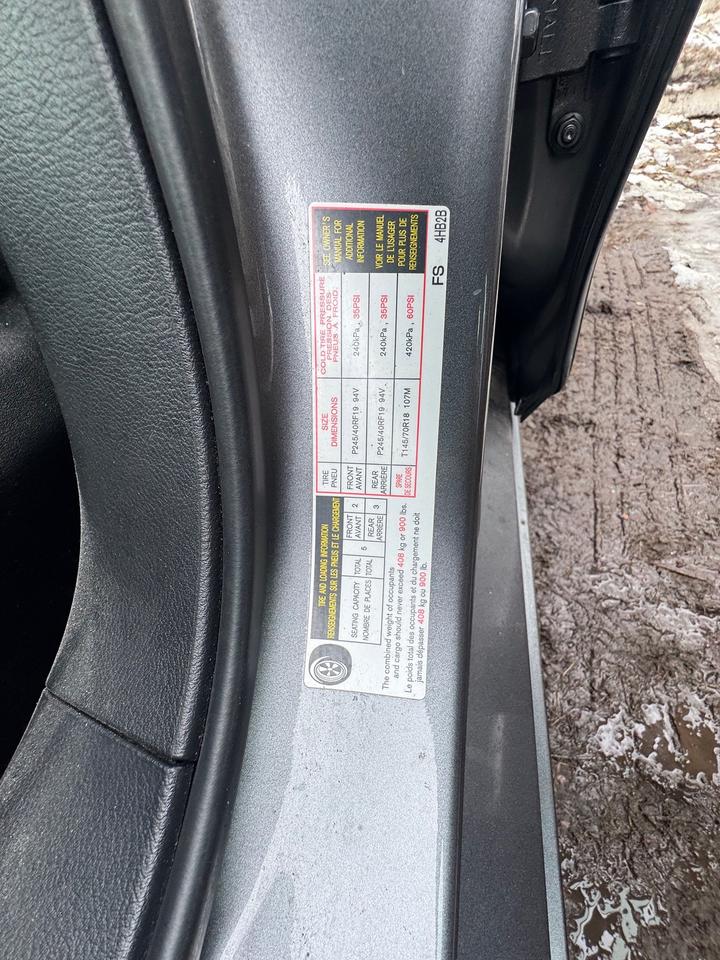 TIRE AND LOADING INFORMATION
RENSEIGNEMENTS SUR LES PNEUS ET LE CHARGEMENT
SEATING CAPACITY TOTAL 5 FRONT AVANT 2
NOMBRE DE PLACES TOTAL REAR ARRIÈRE 3
The combined weight of occupants
and cargo should never exceed 408 kg or 900 lbs.
Le poids total des occupants et du chargement ne doit
jamais dépasser 408 kg ou 900 lb.
TIRE
PNEU
SIZE
DIMENSIONS
COLD TIRE PRESSURE
PRESSION DES
PNEUS À FROID
FRONT
AVANT
P245/40RF19 94V
240kPa, 35PSI
REAR
ARRIÈRE
P245/40RF19 94V
240kPa, 35PSI
SPARE
DE SECOURS
T145/70R18 107M
420kPa, 60PSI
SEE OWNER'S
MANUAL FOR
ADDITIONAL
INFORMATION
VOIR LE MANUEL
DE L'USAGER
POUR PLUS DE
RENSEIGNEMENTS
FS 4HB2B